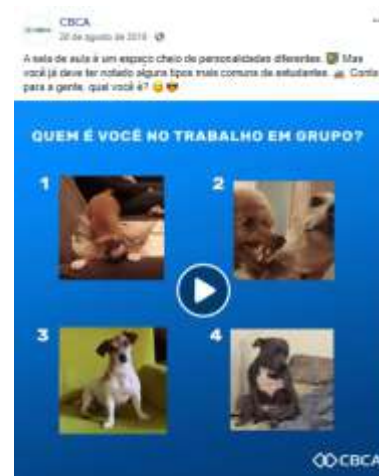 CBCA
28 de agosto de 2018
A sala de aula é um espaço cheio de personalidades diferentes. Mas
você já deve ter notado alguns tipos mais comuns de estudantes. Conta
para a gente, qual você é?
QUEM É VOCÊ NO TRABALHO EM GRUPO?
1 2
3 4
CBCA